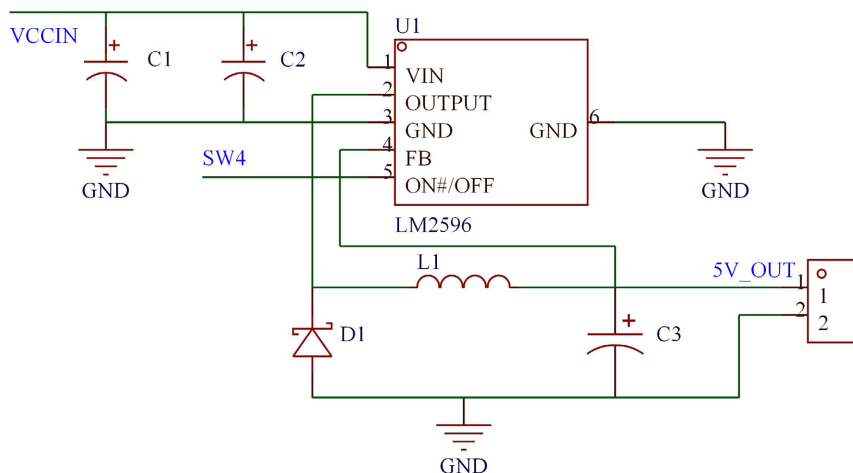 VCCIN
C1
C2
GND
U1
1
VIN
2
OUTPUT
3
GND
4
FB
5
ON#/OFF
GND
6
LM2596
GND
SW4
L1
D1
C3
GND
5V_OUT
1
1
2
2